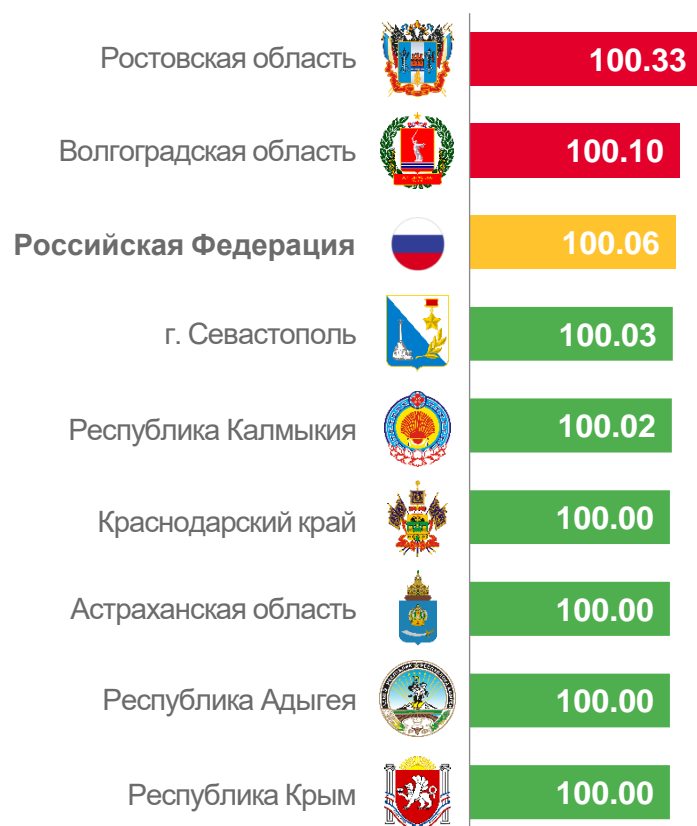 Ростовская область 100.33
Волгоградская область 100.10
Российская Федерация 100.06
г. Севастополь 100.03
Республика Калмыкия 100.02
Краснодарский край 100.00
Астраханская область 100.00
Республика Адыгея 100.00
Республика Крым 100.00